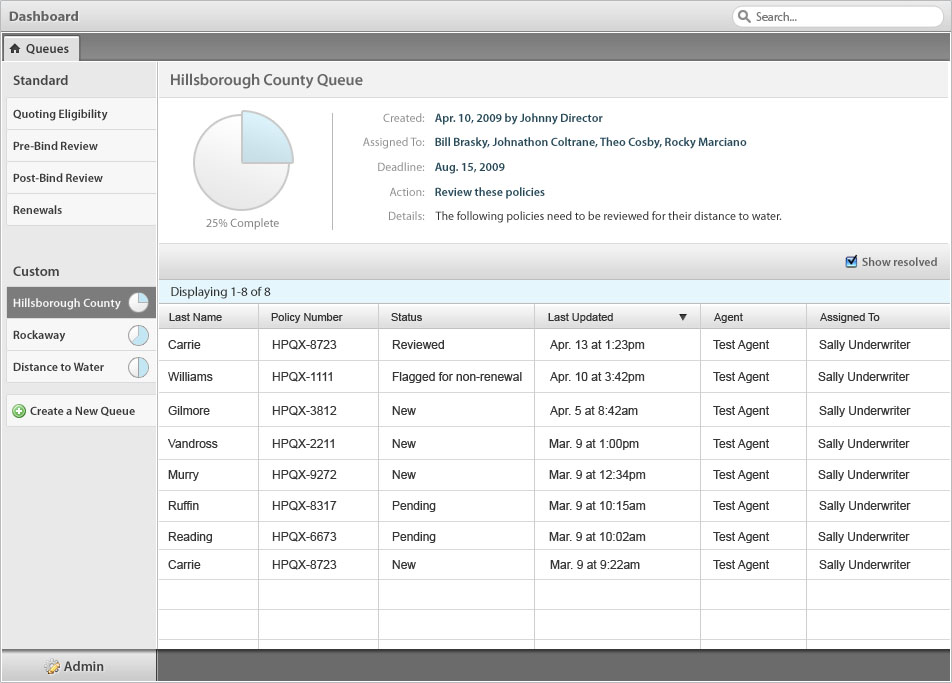 Dashboard
Search...
Queues
Standard
Quoting Eligibility
Pre-Bind Review
Post-Bind Review
Renewals
Custom
Hillsborough County
Rockaway
Distance to Water
Create a New Queue
Admin
Hillsborough County Queue
25% Complete
Created: Apr. 10, 2009 by Johnny Director
Assigned To: Bill Brasky, Johnathon Coltrane, Theo Cosby, Rocky Marciano
Deadline: Aug. 15, 2009
Action: Review these policies
Details: The following policies need to be reviewed for their distance to water.
Show resolved
Displaying 1-8 of 8
Last Name Policy Number Status Last Updated Agent Assigned To
Carrie HPQX-8723 Reviewed Apr. 13 at 1:23pm Test Agent Sally Underwriter
Williams HPQX-1111 Flagged for non-renewal Apr. 10 at 3:42pm Test Agent Sally Underwriter
Gilmore HPQX-3812 New Apr. 5 at 8:42am Test Agent Sally Underwriter
Vandross HPQX-2211 New Mar. 9 at 1:00pm Test Agent Sally Underwriter
Murry HPQX-9272 New Mar. 9 at 12:34pm Test Agent Sally Underwriter
Ruffin HPQX-8317 Pending Mar. 9 at 10:15am Test Agent Sally Underwriter
Reading HPQX-6673 Pending Mar. 9 at 10:02am Test Agent Sally Underwriter
Carrie HPQX-8723 New Mar. 9 at 9:22am Test Agent Sally Underwriter